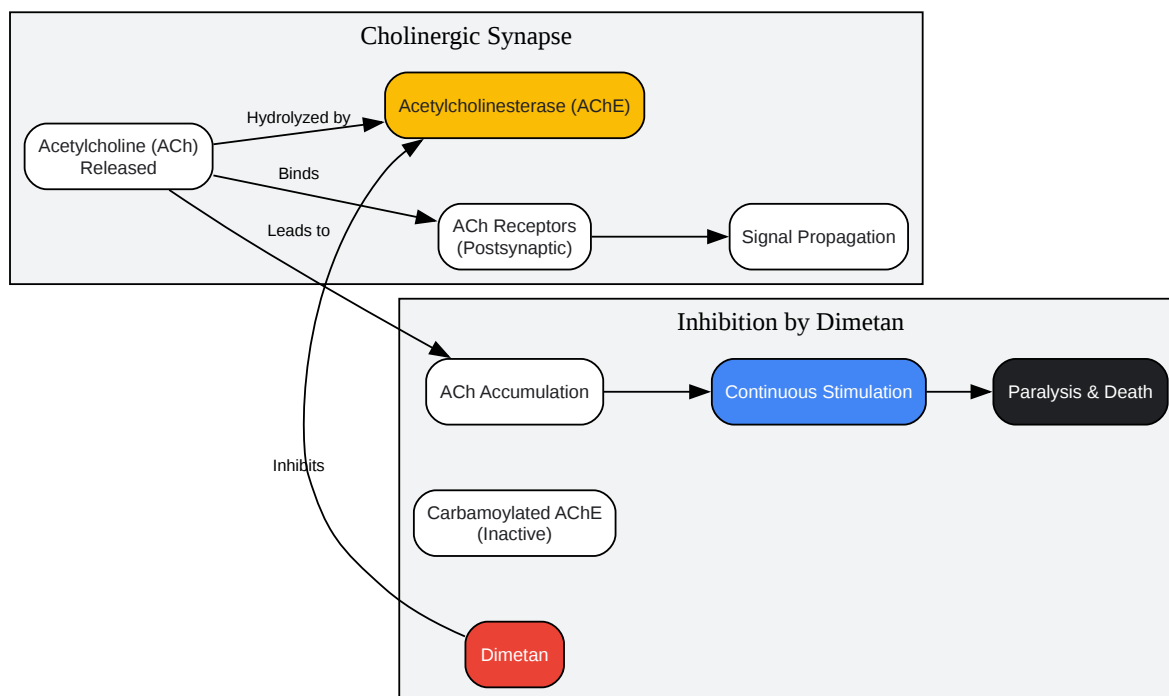 Cholinergic Synapse
Acetylcholinesterase (AChE)
Hydrolyzed by
Acetylcholine (ACh)
Released
Binds
ACh Receptors
(Postsynaptic)
Signal Propagation
Leads to
Inhibition by Dimetan
ACh Accumulation
Continuous Stimulation
Paralysis & Death
Inhibits
Carbamoylated AChE
(Inactive)
Dimetan